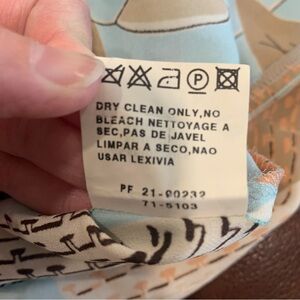 P
DRY CLEAN ONLY,NO
BLEACH NETTOYAGE A
SEC,PAS DE JAVEL
LIMPAR A SECO,NAO
USAR LEXIVIA
PF 21-00232
71-5103